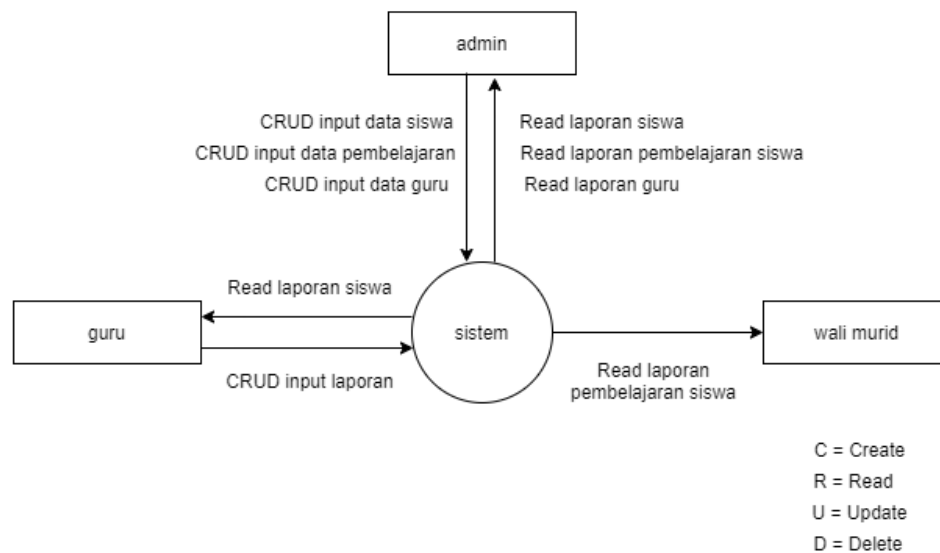 admin
CRUD input data siswa
CRUD input data pembelajaran
CRUD input data guru
Read laporan siswa
Read laporan pembelajaran siswa
Read laporan guru
Read laporan siswa
guru
CRUD input laporan
sistem
wali murid
Read laporan
pembelajaran siswa
C = Create
R = Read
U = Update
D = Delete